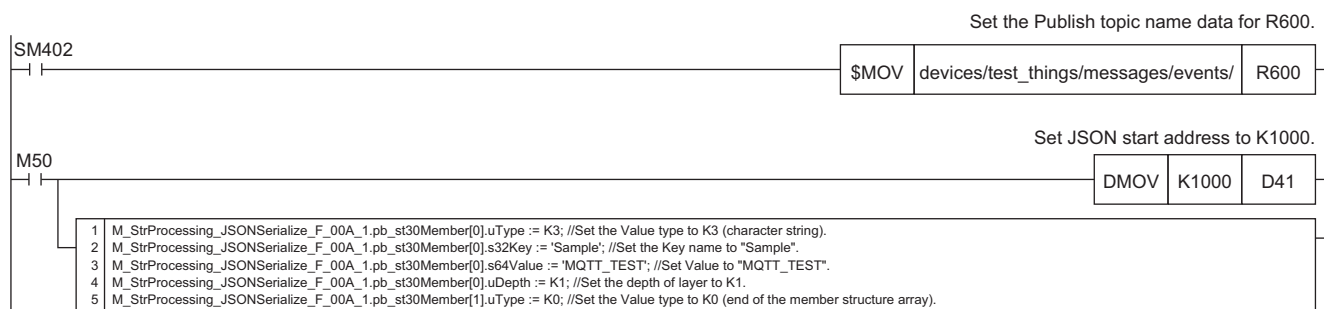 Set the Publish topic name data for R600.
SM402
$MOV devices/test_things/messages/events/ R600
Set JSON start address to K1000.
M50
DMOV K1000 D41
1 M_StrProcessing_JSONSerialize_F_00A_1.pb_st30Member[0].uType := K3; //Set the Value type to K3 (character string).
2 M_StrProcessing_JSONSerialize_F_00A_1.pb_st30Member[0].s32Key := 'Sample'; //Set the Key name to "Sample".
3 M_StrProcessing_JSONSerialize_F_00A_1.pb_st30Member[0].s64Value := 'MQTT_TEST'; //Set Value to "MQTT_TEST".
4 M_StrProcessing_JSONSerialize_F_00A_1.pb_st30Member[0].uDepth := K1; //Set the depth of layer to K1.
5 M_StrProcessing_JSONSerialize_F_00A_1.pb_st30Member[1].uType := K0; //Set the Value type to K0 (end of the member structure array).